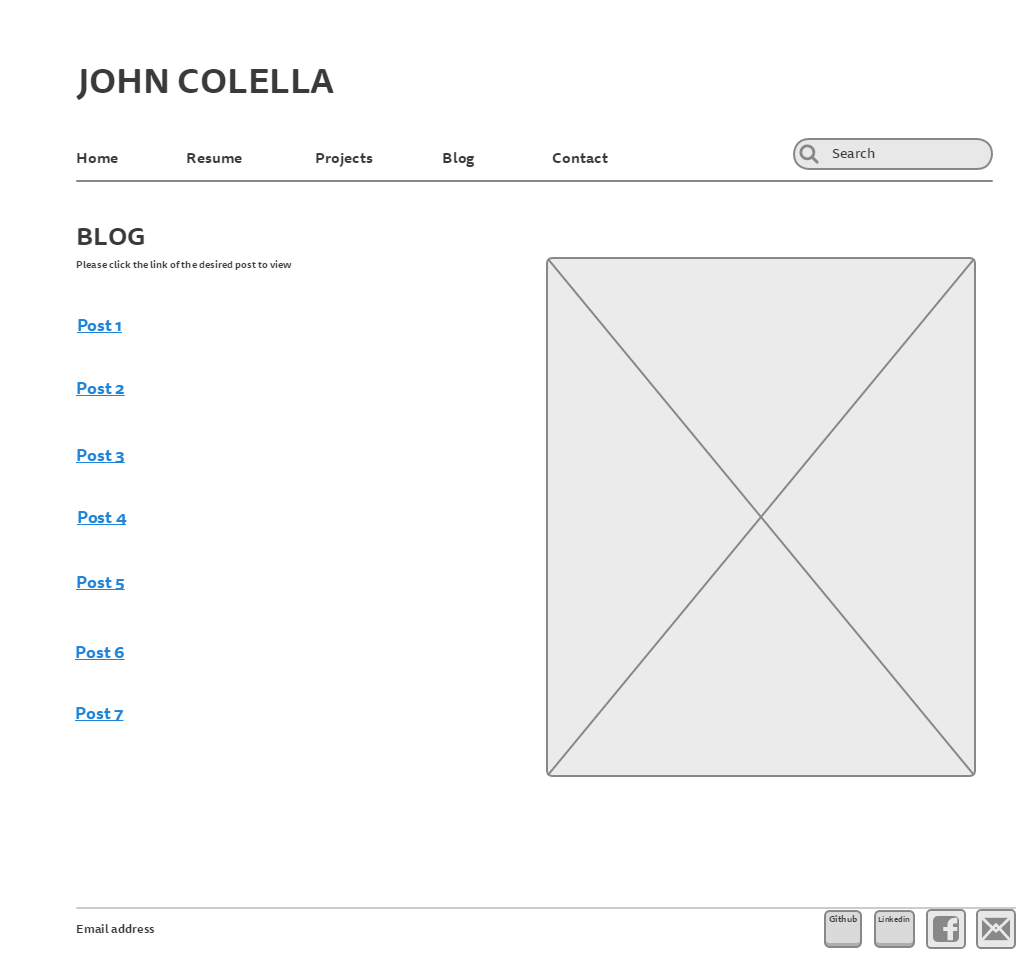 JOHN COLELLA
Home Resume Projects Blog Contact Search
BLOG
Please click the link of the desired post to view
Post 1
Post 2
Post 3
Post 4
Post 5
Post 6
Post 7
Email address Github Linkedin